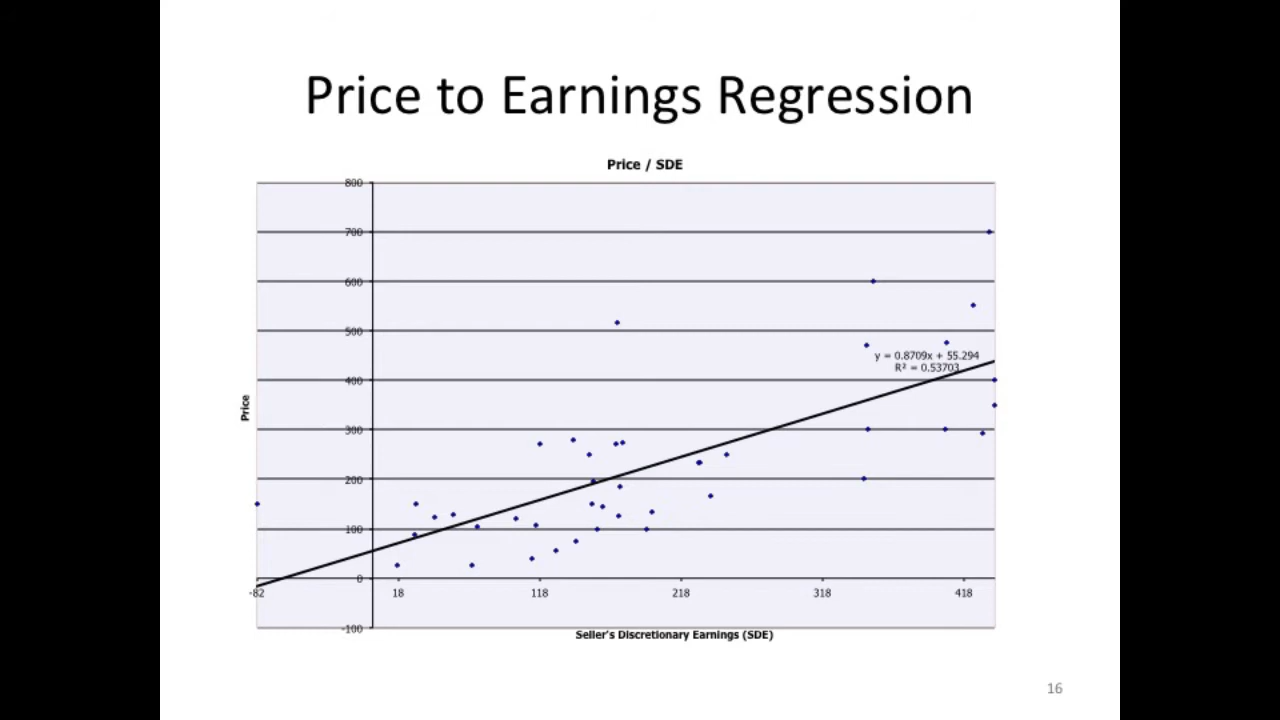 Price to Earnings Regression
Price / SDE
800
700
600
500
y = 0.8709x + 55.294
R² = 0.53703
400
Price
300
200
100
0
-82
18
118
218
318
418
-100
Seller's Discretionary Earnings (SDE)
16